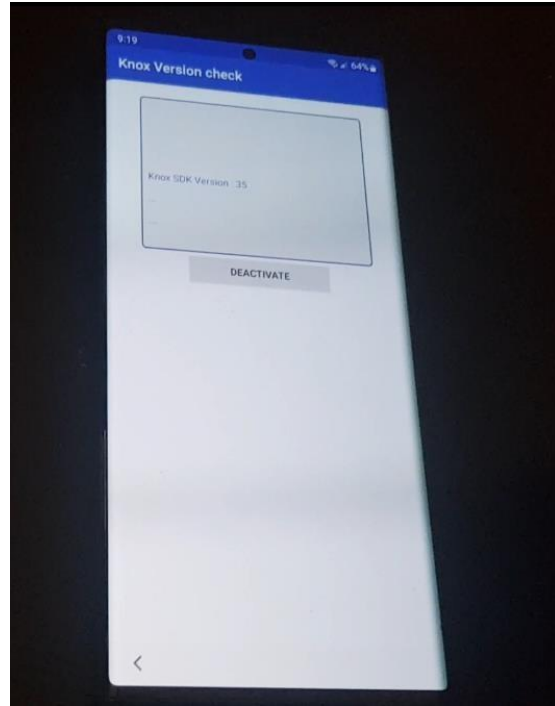 9:19
64%
Knox Version check
Knox SDK Version : 35
...
...
DEACTIVATE